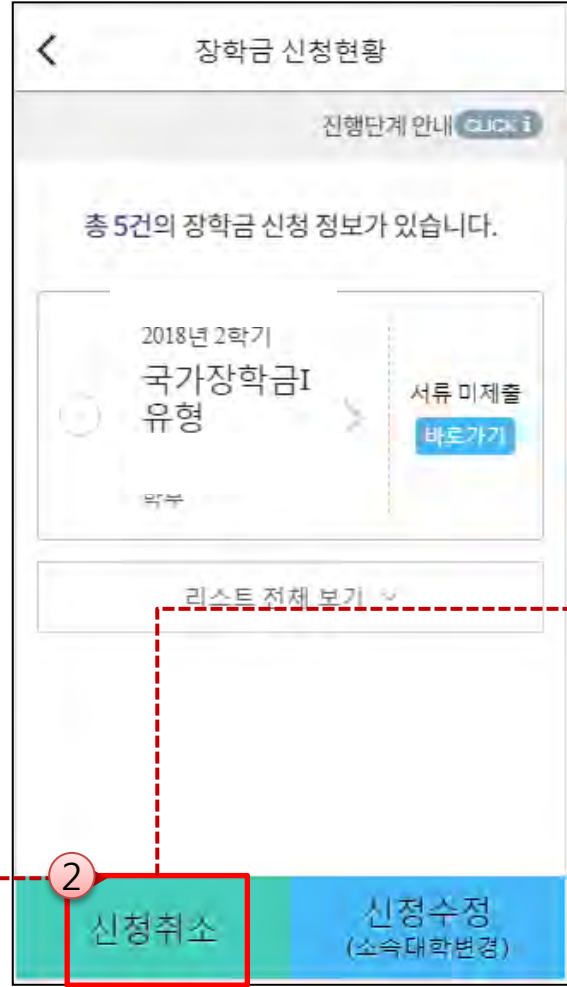 장학금 신청현황
진행단계 안내 CLICK i
총 5건의 장학금 신청 정보가 있습니다.
2018년 2학기
국가장학금I
유형
서류 미제출
바로가기
학부
리스트 전체 보기
2
신청취소
신청수정
(소속대학변경)